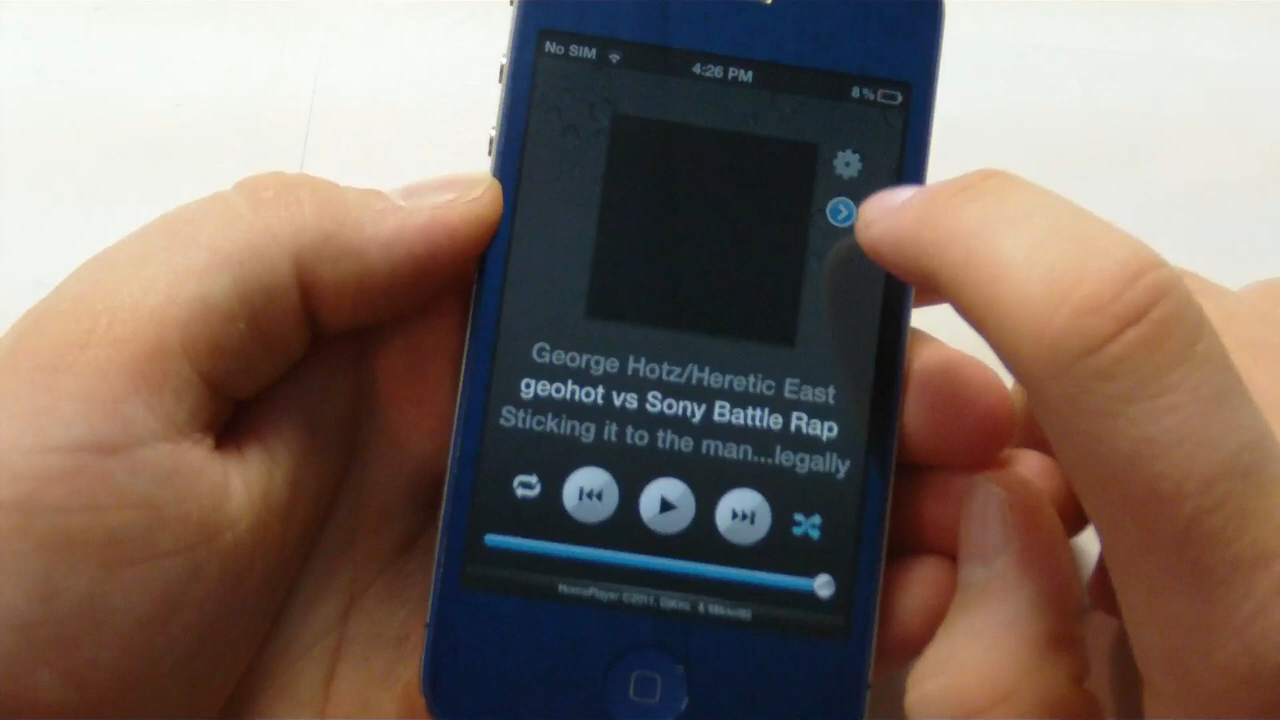 No SIM 4:26 PM 8%
George Hotz/Heretic East
geohot vs Sony Battle Rap
Sticking it to the man...legally
©2011, &